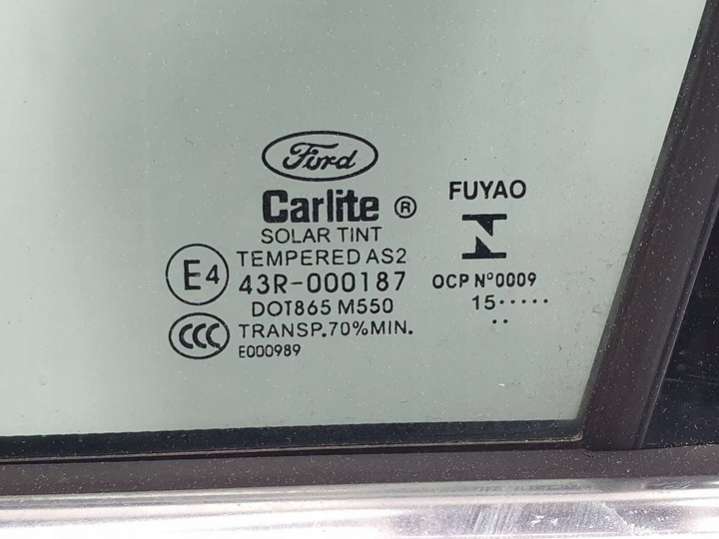 Ford
Carlite ®
SOLAR TINT
TEMPERED AS2
E4
43R-000187
DOT865 M550
CCC
TRANSP.70%MIN.
E000989
FUYAO
OCP N°0009
15·····
··